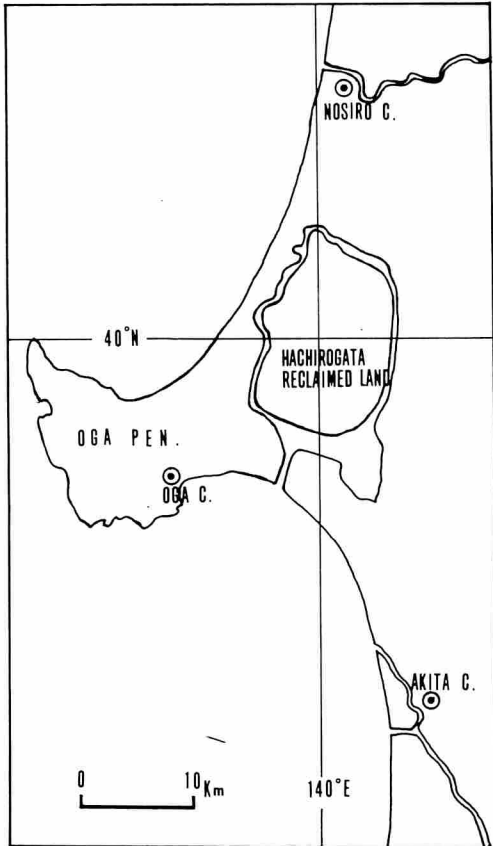 NOSIRO C.
40°N
HACHIROGATA
RECLAIMED LAND
OGA PEN.
OGA C.
AKITA C.
0 10Km
140°E